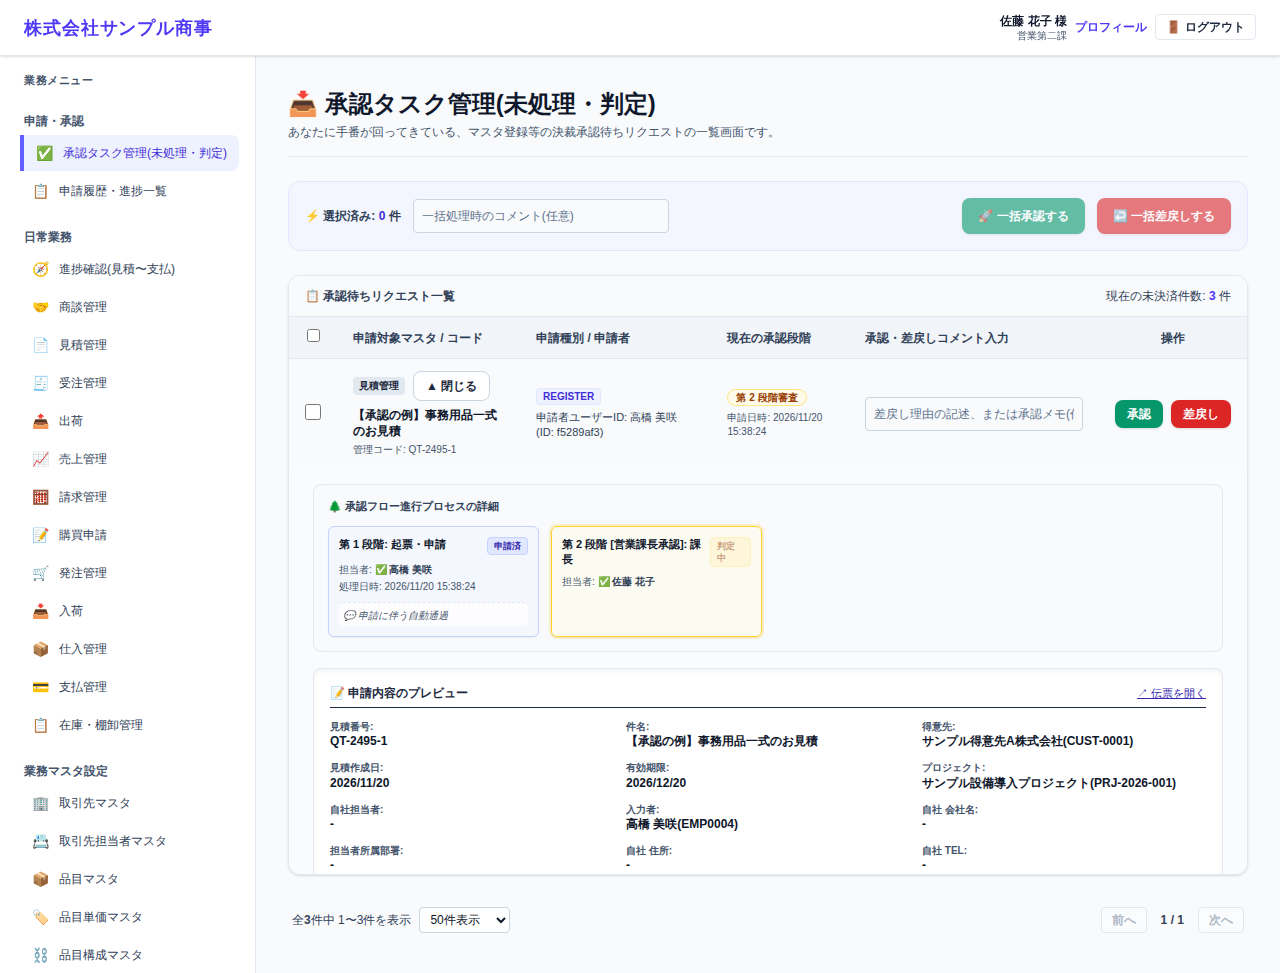 株式会社サンプル商事
佐藤 花子 様
営業第二課
プロフィール
🚪 ログアウト
業務メニュー
申請・承認
✅ 承認タスク管理(未処理・判定)
📋 申請履歴・進捗一覧
日常業務
🧭 進捗確認(見積〜支払)
🤝 商談管理
📄 見積管理
🧾 受注管理
📤 出荷
📈 売上管理
🧮 請求管理
📝 購買申請
🛒 発注管理
📥 入荷
📦 仕入管理
💳 支払管理
📋 在庫・棚卸管理
業務マスタ設定
🏢 取引先マスタ
📇 取引先担当者マスタ
📦 品目マスタ
🏷️ 品目単価マスタ
⛓️ 品目構成マスタ
📥 承認タスク管理(未処理・判定)
あなたに手番が回ってきている、マスタ登録等の決裁承認待ちリクエストの一覧画面です。
⚡ 選択済み: 0 件
一括処理時のコメント(任意)
🚀 一括承認する
↩️ 一括差戻しする
📋 承認待ちリクエスト一覧
現在の未決済件数: 3 件
申請対象マスタ / コード
申請種別 / 申請者
現在の承認段階
承認・差戻しコメント入力
操作
見積管理
▲ 閉じる
【承認の例】事務用品一式
のお見積
管理コード: QT-2495-1
REGISTER
申請者ユーザーID: 高橋 美咲
(ID: f5289af3)
第 2 段階審査
申請日時: 2026/11/20
15:38:24
差戻し理由の記述、または承認メモ(任
承認
差戻し
🌲 承認フロー進行プロセスの詳細
第 1 段階: 起票・申請
申請済
担当者: ✅ 高橋 美咲
処理日時: 2026/11/20 15:38:24
💬 申請に伴う自動通過
第 2 段階 [営業課長承認]: 課
長
判定
中
担当者: ✅ 佐藤 花子
📝 申請内容のプレビュー
↗ 伝票を開く
見積番号:
QT-2495-1
件名:
【承認の例】事務用品一式のお見積
得意先:
サンプル得意先A株式会社(CUST-0001)
見積作成日:
2026/11/20
有効期限:
2026/12/20
プロジェクト:
サンプル設備導入プロジェクト(PRJ-2026-001)
自社担当者:
-
入力者:
高橋 美咲(EMP0004)
自社 会社名:
-
担当者所属部署:
-
自社 住所:
-
自社 TEL:
-
全3件中 1〜3件を表示
50件表示
前へ
1 / 1
次へ